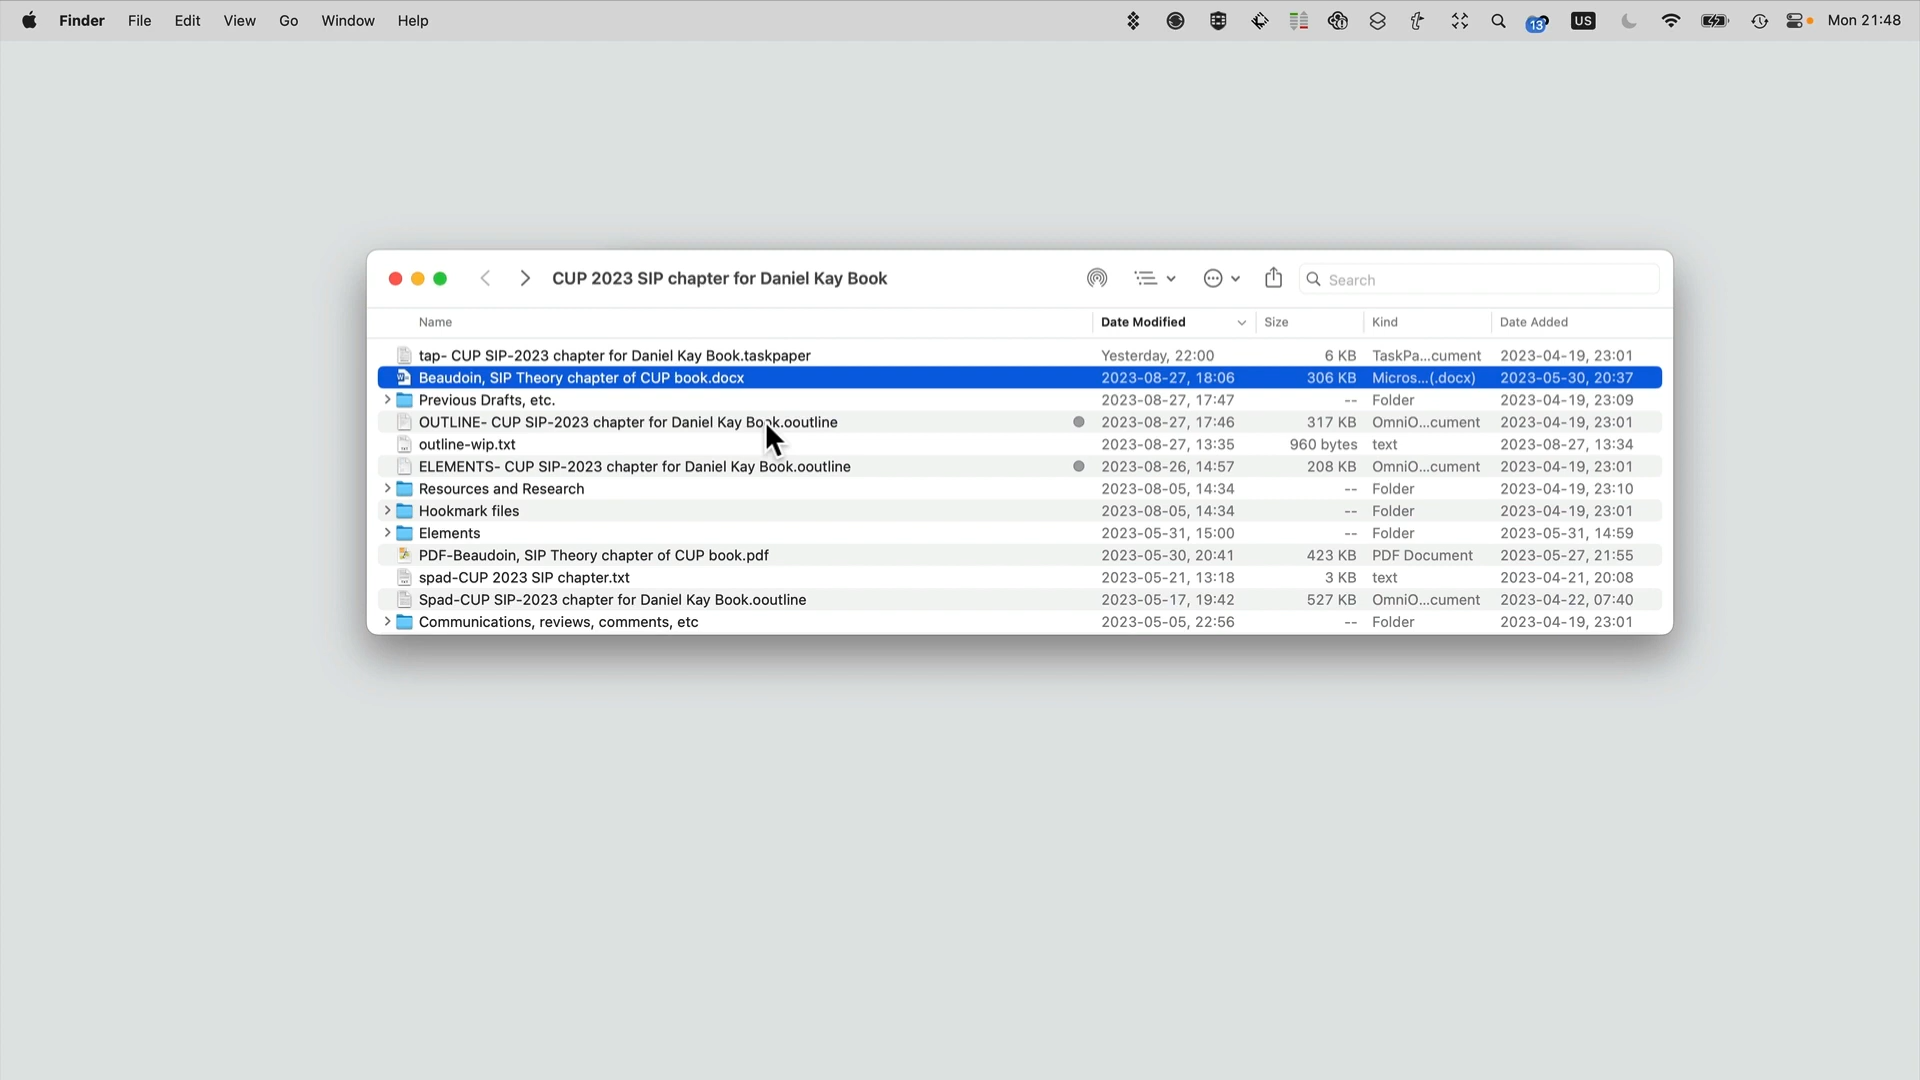 Finder File Edit View Go Window Help 13 US Mon 21:48
CUP 2023 SIP chapter for Daniel Kay Book Search
Name Date Modified Size Kind Date Added
tap- CUP SIP-2023 chapter for Daniel Kay Book.taskpaper Yesterday, 22:00 6 KB TaskPa...cument 2023-04-19, 23:01
Beaudoin, SIP Theory chapter of CUP book.docx 2023-08-27, 18:06 306 KB Micros...(.docx) 2023-05-30, 20:37
Previous Drafts, etc. 2023-08-27, 17:47 -- Folder 2023-04-19, 23:09
OUTLINE- CUP SIP-2023 chapter for Daniel Kay Book.ooutline 2023-08-27, 17:46 317 KB OmniO...cument 2023-04-19, 23:01
outline-wip.txt 2023-08-27, 13:35 960 bytes text 2023-08-27, 13:34
ELEMENTS- CUP SIP-2023 chapter for Daniel Kay Book.ooutline 2023-08-26, 14:57 208 KB OmniO...cument 2023-04-19, 23:01
Resources and Research 2023-08-05, 14:34 -- Folder 2023-04-19, 23:10
Hookmark files 2023-08-05, 14:34 -- Folder 2023-04-19, 23:01
Elements 2023-05-31, 15:00 -- Folder 2023-05-31, 14:59
PDF-Beaudoin, SIP Theory chapter of CUP book.pdf 2023-05-30, 20:41 423 KB PDF Document 2023-05-27, 21:55
spad-CUP 2023 SIP chapter.txt 2023-05-21, 13:18 3 KB text 2023-04-21, 20:08
Spad-CUP SIP-2023 chapter for Daniel Kay Book.ooutline 2023-05-17, 19:42 527 KB OmniO...cument 2023-04-22, 07:40
Communications, reviews, comments, etc 2023-05-05, 22:56 -- Folder 2023-04-19, 23:01